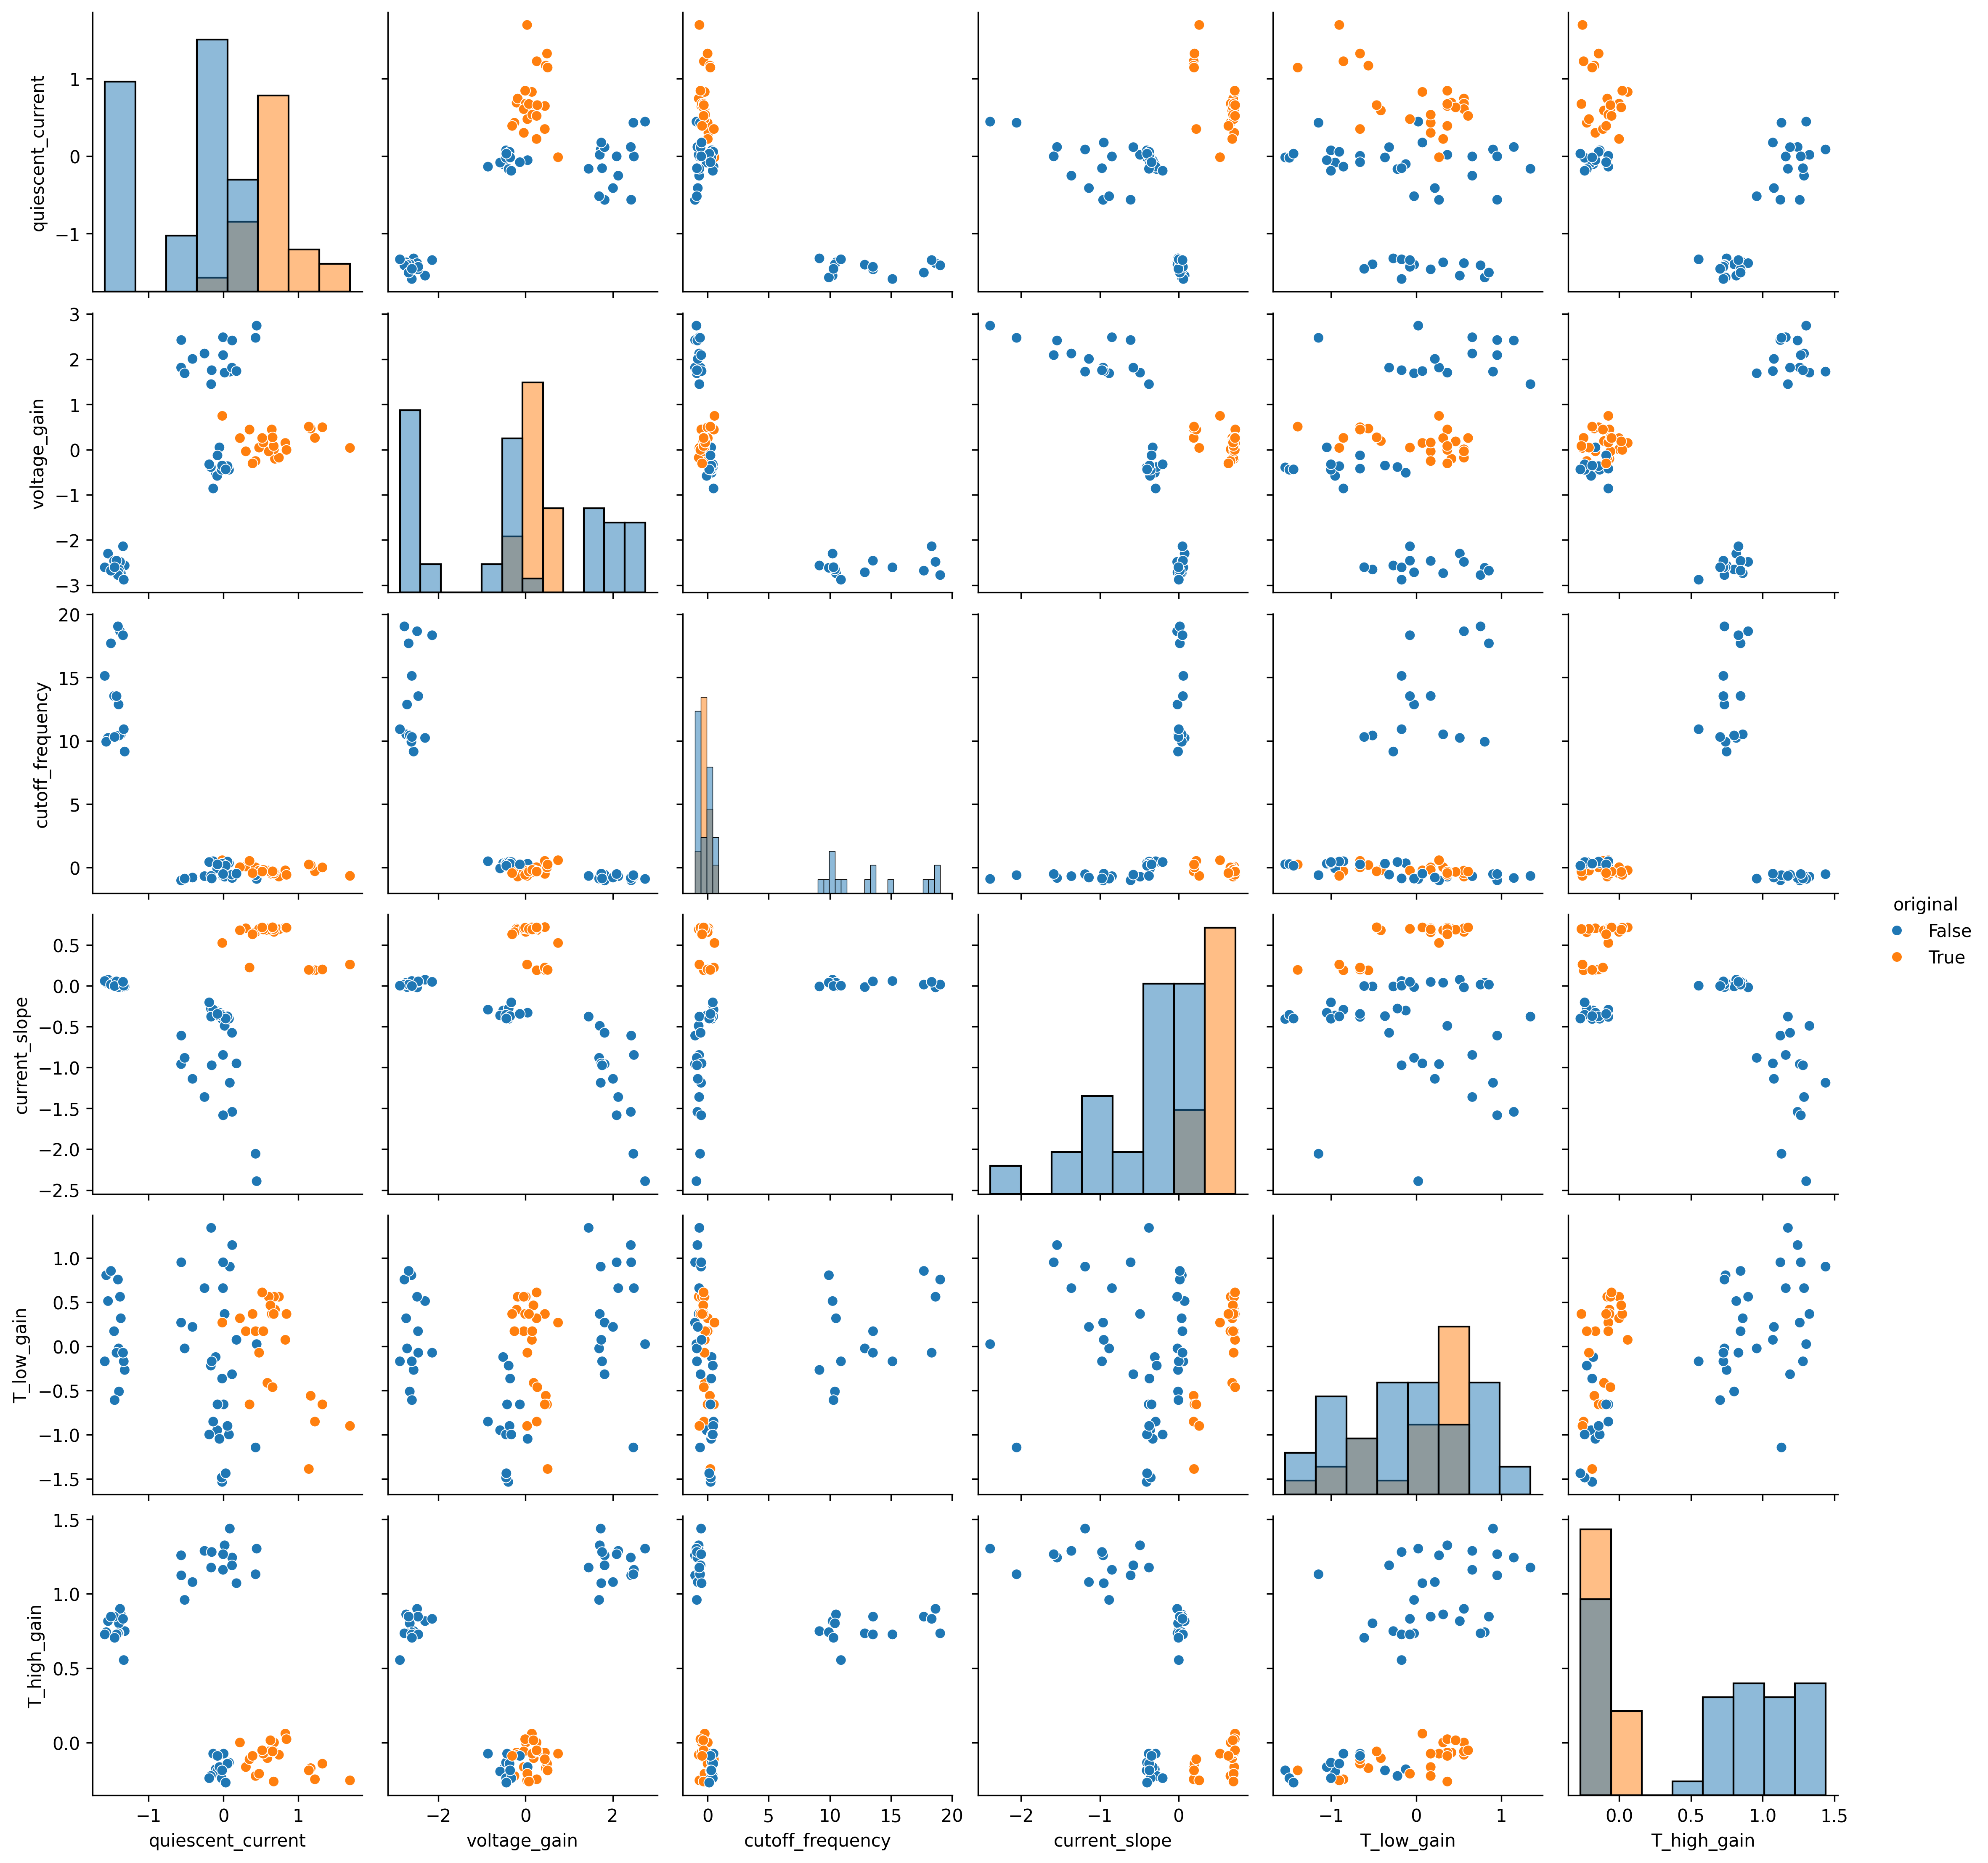 quiescent_current
1
0
−1
voltage_gain
3
2
1
0
−1
−2
−3
cutoff_frequency
20
15
10
5
0
current_slope
0.5
0.0
−0.5
−1.0
−1.5
−2.0
−2.5
original
False
True
T_low_gain
1.0
0.5
0.0
−0.5
−1.0
−1.5
T_high_gain
1.5
1.0
0.5
0.0
−1 0 1 −2 0 2 0 5 10 15 20 −2 −1 0 −1 0 1 0.0 0.5 1.0 1.5
quiescent_current voltage_gain cutoff_frequency current_slope T_low_gain T_high_gain